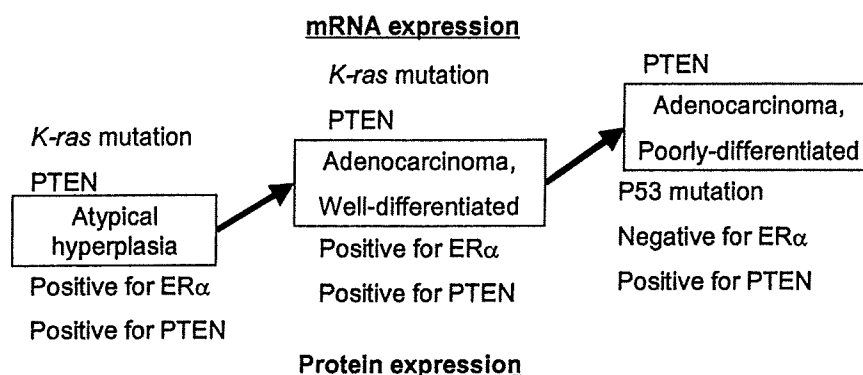 mRNA expression
K-ras mutation
PTEN
Atypical
hyperplasia
Positive for ERα
Positive for PTEN
K-ras mutation
PTEN
Adenocarcinoma,
Well-differentiated
Positive for ERα
Positive for PTEN
PTEN
Adenocarcinoma,
Poorly-differentiated
P53 mutation
Negative for ERα
Positive for PTEN
Protein expression